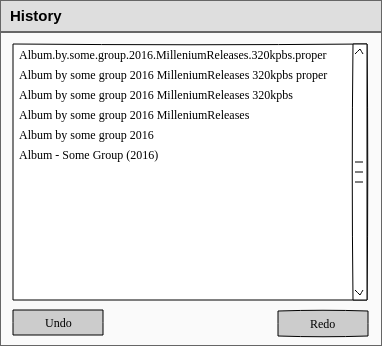 History
Album.by.some.group.2016.MilleniumReleases.320kpbs.proper
Album by some group 2016 MilleniumReleases 320kpbs proper
Album by some group 2016 MilleniumReleases 320kpbs
Album by some group 2016 MilleniumReleases
Album by some group 2016
Album - Some Group (2016)
Undo
Redo